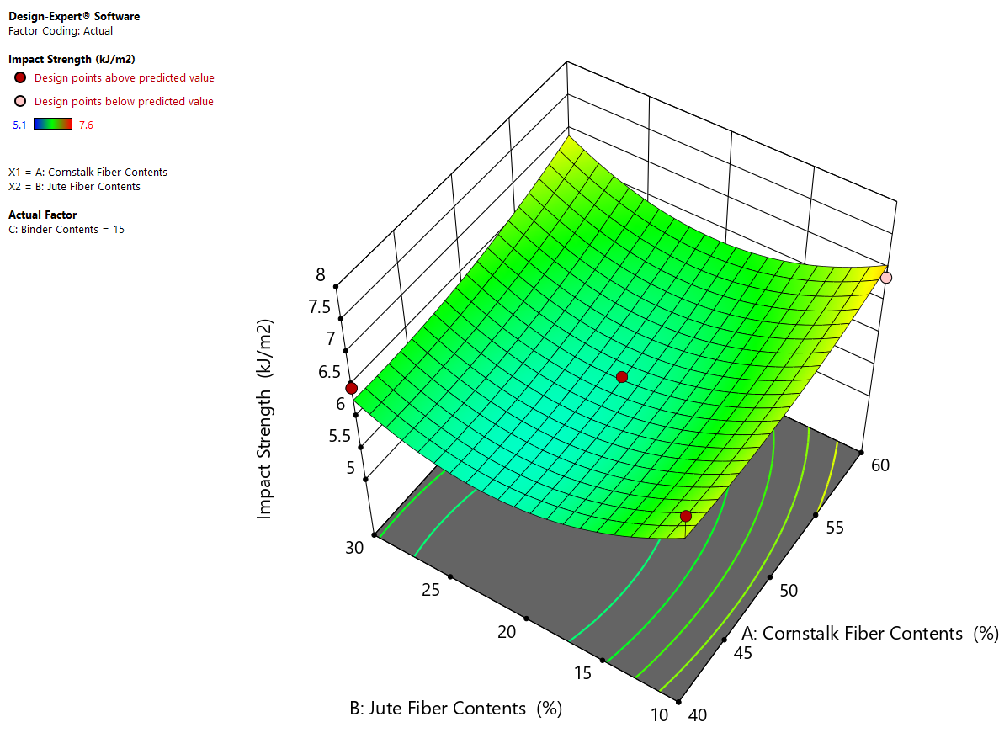 Design-Expert® Software
Factor Coding: Actual
Impact Strength (kJ/m2)
Design points above predicted value
Design points below predicted value
5.1 7.6
X1 = A: Cornstalk Fiber Contents
X2 = B: Jute Fiber Contents
Actual Factor
C: Binder Contents = 15
8
7.5
7
6.5
6
5.5
5
Impact Strength (kJ/m2)
30
25
20
15
10
B: Jute Fiber Contents (%)
40
45
50
55
60
A: Cornstalk Fiber Contents (%)